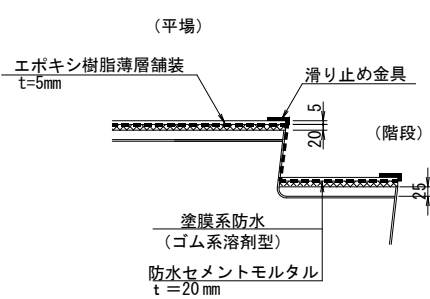 (平場)
エポキシ樹脂薄層舗装
t=5mm
滑り止め金具
5
20
(階段)
25
塗膜系防水
(ゴム系溶剤型)
防水セメントモルタル
t=20mm